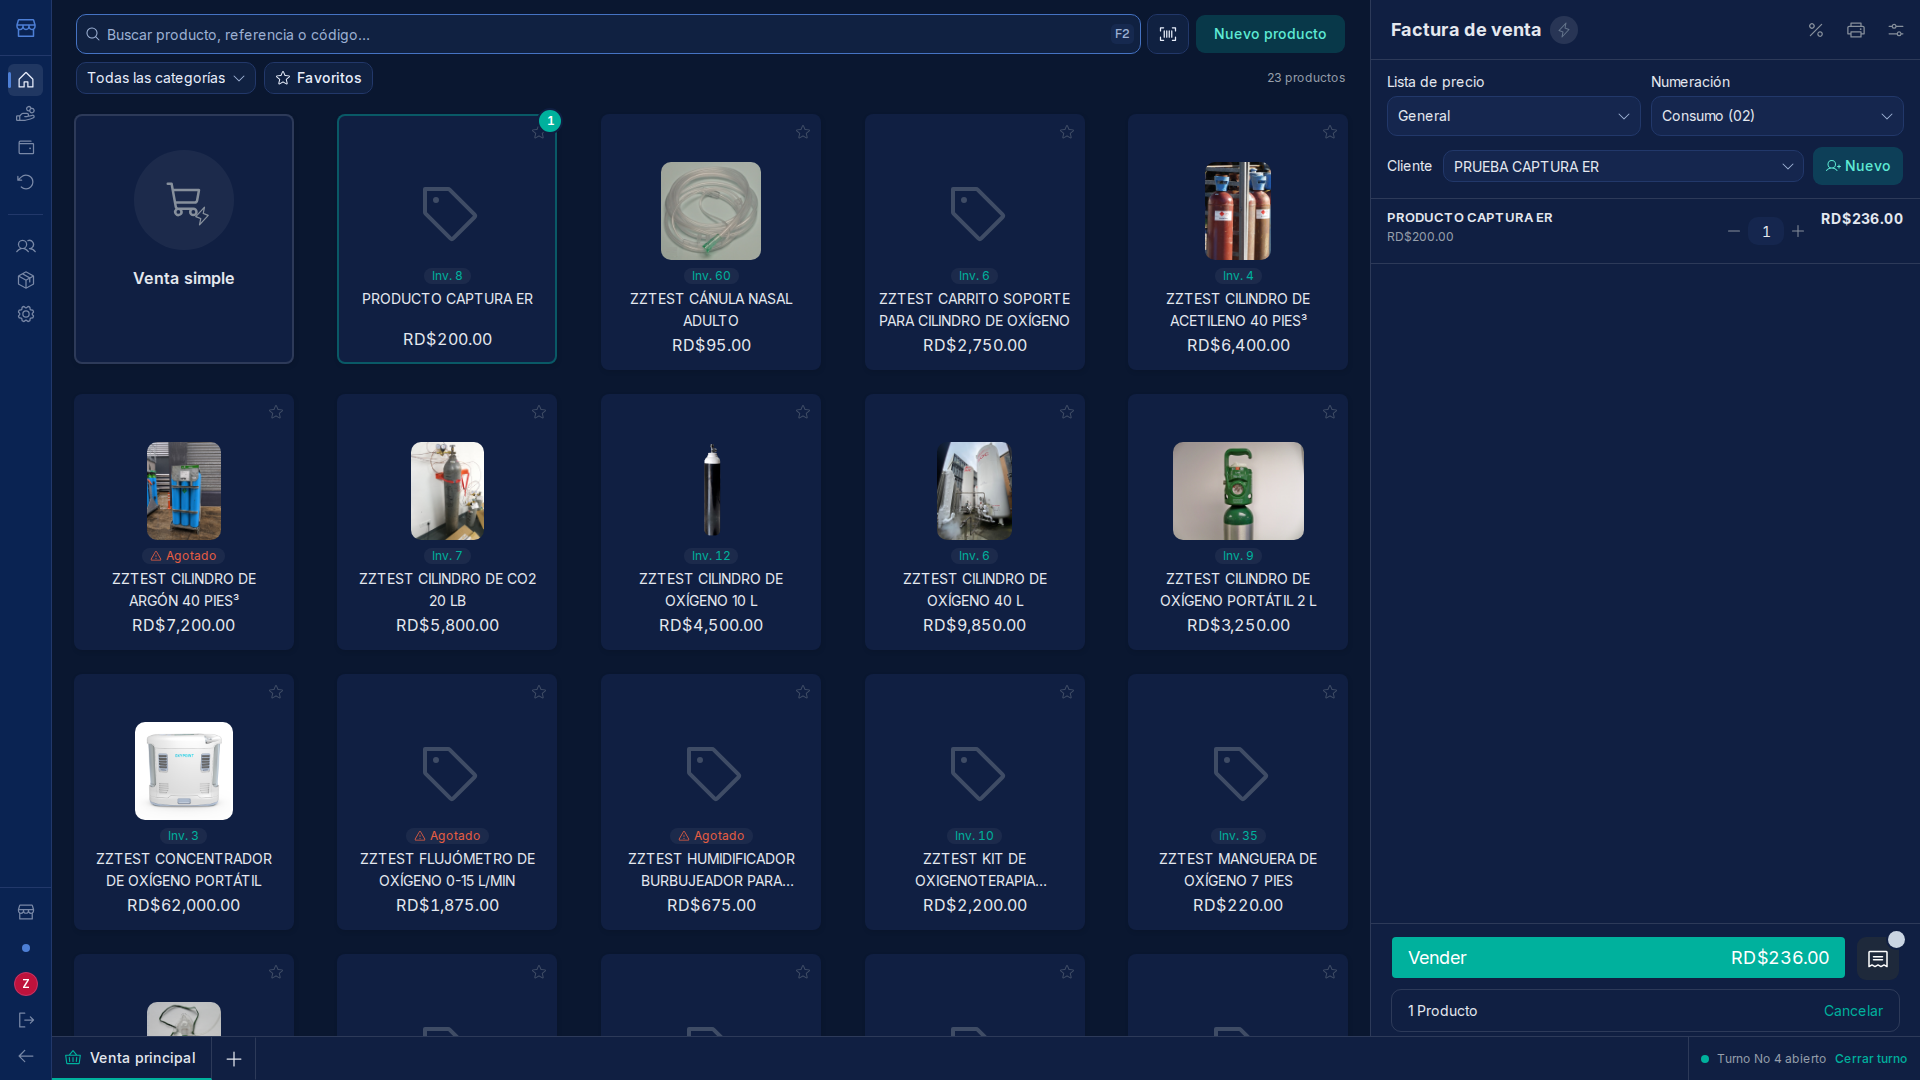 Buscar producto, referencia o código...
F2
Nuevo producto
Todas las categorías
Favoritos
23 productos
Venta simple
1
Inv. 8
PRODUCTO CAPTURA ER
RD$200.00
Inv. 60
ZZTEST CÁNULA NASAL
ADULTO
RD$95.00
Inv. 6
ZZTEST CARRITO SOPORTE
PARA CILINDRO DE OXÍGENO
RD$2,750.00
Inv. 4
ZZTEST CILINDRO DE
ACETILENO 40 PIES³
RD$6,400.00
Agotado
ZZTEST CILINDRO DE
ARGÓN 40 PIES³
RD$7,200.00
Inv. 7
ZZTEST CILINDRO DE CO2
20 LB
RD$5,800.00
Inv. 12
ZZTEST CILINDRO DE
OXÍGENO 10 L
RD$4,500.00
Inv. 6
ZZTEST CILINDRO DE
OXÍGENO 40 L
RD$9,850.00
Inv. 9
ZZTEST CILINDRO DE
OXÍGENO PORTÁTIL 2 L
RD$3,250.00
Inv. 3
ZZTEST CONCENTRADOR
DE OXÍGENO PORTÁTIL
RD$62,000.00
Agotado
ZZTEST FLUJÓMETRO DE
OXÍGENO 0-15 L/MIN
RD$1,875.00
Agotado
ZZTEST HUMIDIFICADOR
BURBUJEADOR PARA...
RD$675.00
Inv. 10
ZZTEST KIT DE
OXIGENOTERAPIA...
RD$2,200.00
Inv. 35
ZZTEST MANGUERA DE
OXÍGENO 7 PIES
RD$220.00
Z
Venta principal
Factura de venta
Lista de precio
Numeración
General
Consumo (02)
Cliente
PRUEBA CAPTURA ER
Nuevo
PRODUCTO CAPTURA ER
RD$200.00
1
RD$236.00
Vender
RD$236.00
1 Producto
Cancelar
Turno No 4 abierto
Cerrar turno